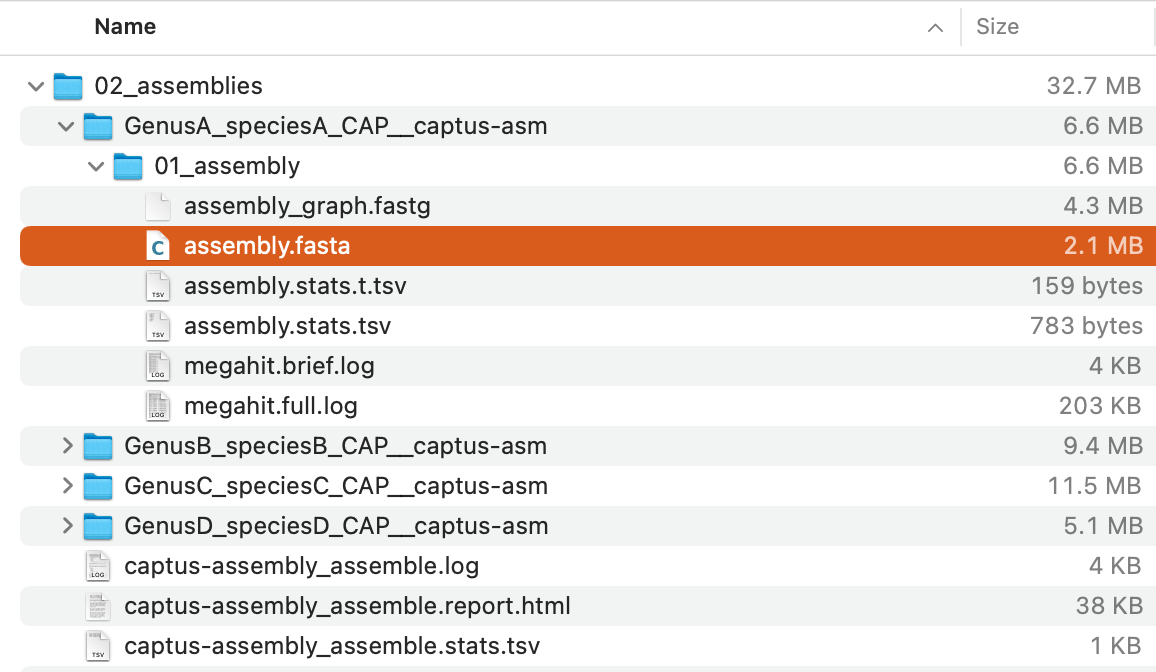 Name Size
02_assemblies 32.7 MB
GenusA_speciesA_CAP__captus-asm 6.6 MB
01_assembly 6.6 MB
assembly_graph.fastg 4.3 MB
C assembly.fasta 2.1 MB
TSV assembly.stats.t.tsv 159 bytes
TSV assembly.stats.tsv 783 bytes
LOG megahit.brief.log 4 KB
LOG megahit.full.log 203 KB
GenusB_speciesB_CAP__captus-asm 9.4 MB
GenusC_speciesC_CAP__captus-asm 11.5 MB
GenusD_speciesD_CAP__captus-asm 5.1 MB
LOG captus-assembly_assemble.log 4 KB
captus-assembly_assemble.report.html 38 KB
TSV captus-assembly_assemble.stats.tsv 1 KB